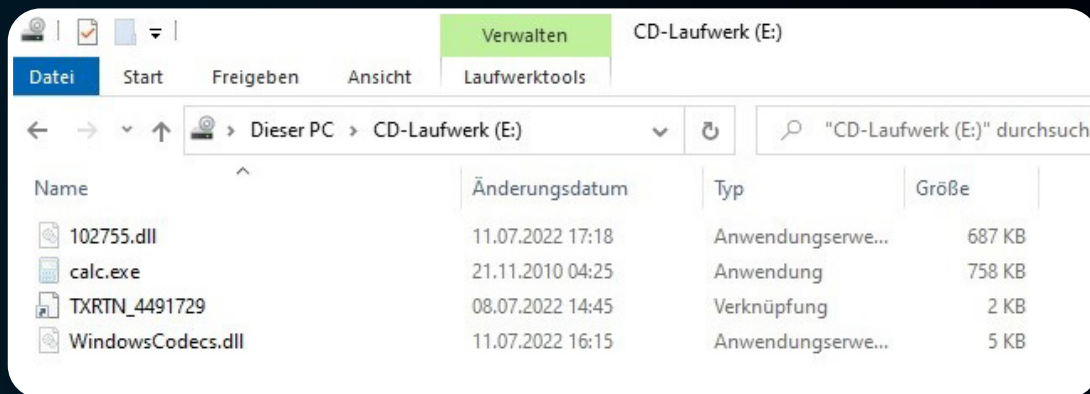 Verwalten CD-Laufwerk (E:)
Datei Start Freigeben Ansicht Laufwerktools
Dieser PC > CD-Laufwerk (E:) "CD-Laufwerk (E:)" durchsuch
Name Änderungsdatum Typ Größe
102755.dll 11.07.2022 17:18 Anwendungserwe... 687 KB
calc.exe 21.11.2010 04:25 Anwendung 758 KB
TXRTN_4491729 08.07.2022 14:45 Verknüpfung 2 KB
WindowsCodecs.dll 11.07.2022 16:15 Anwendungserwe... 5 KB